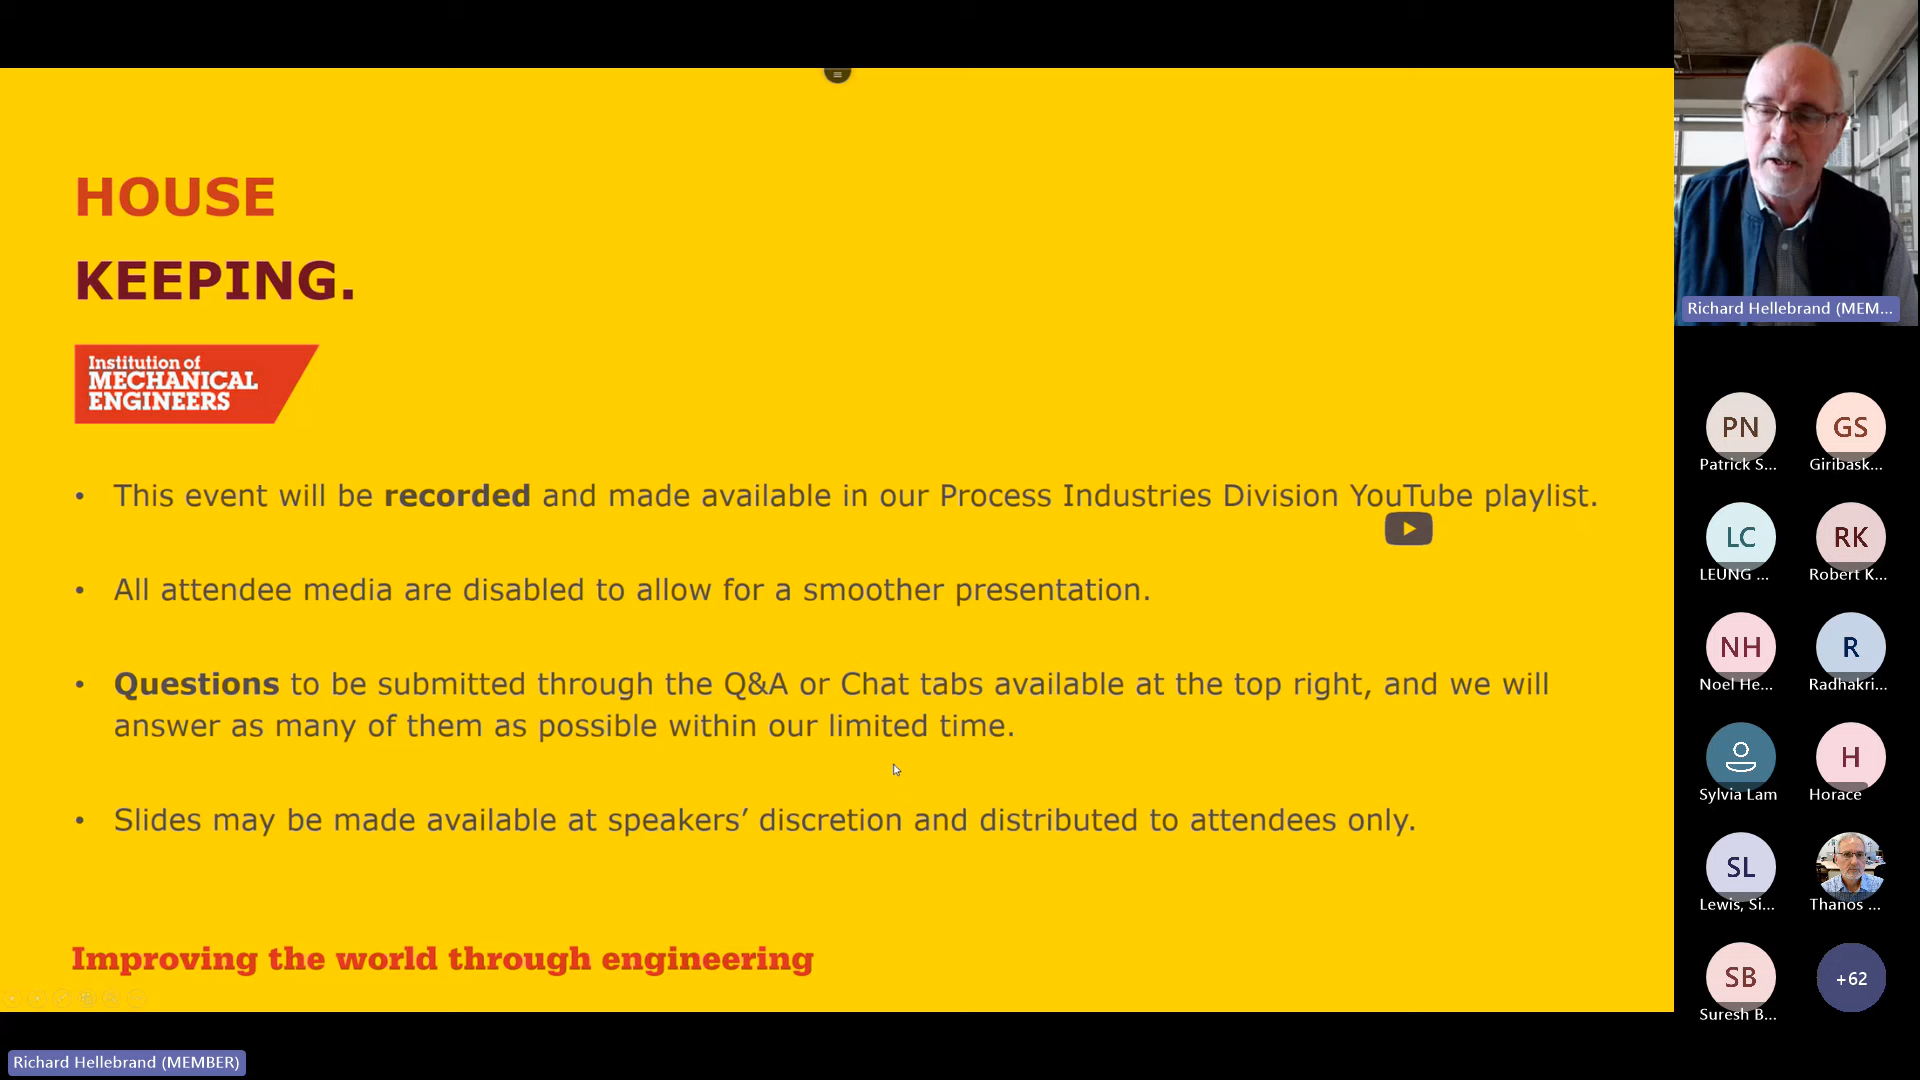 HOUSE
KEEPING.
Institution of
MECHANICAL
ENGINEERS
• This event will be recorded and made available in our Process Industries Division YouTube playlist.
• All attendee media are disabled to allow for a smoother presentation.
• Questions to be submitted through the Q&A or Chat tabs available at the top right, and we will
answer as many of them as possible within our limited time.
• Slides may be made available at speakers’ discretion and distributed to attendees only.
Improving the world through engineering
Richard Hellebrand (MEMBER)
Richard Hellebrand (MEM...
PN
Patrick S...
GS
Giribask...
LC
LEUNG ...
RK
Robert K...
NH
Noel He...
R
Radhakri...
Sylvia Lam
H
Horace
SL
Lewis, Si...
Thanos ...
SB
Suresh B...
+62